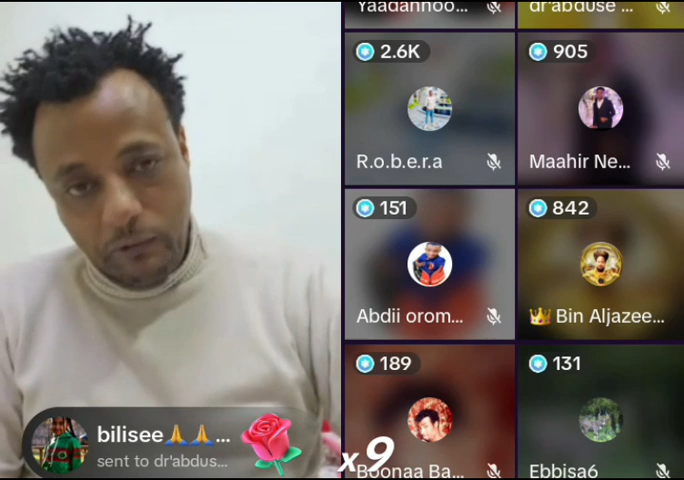 Yaadannoo...
dr'abduse ...
2.6K
905
R.o.b.e.r.a
Maahir Ne...
151
842
Abdii orom...
👑 Bin Aljazee...
189
131
bilisee🙏🙏...
sent to dr'abdus...
x9
Boonaa Ba...
Ebbisa6